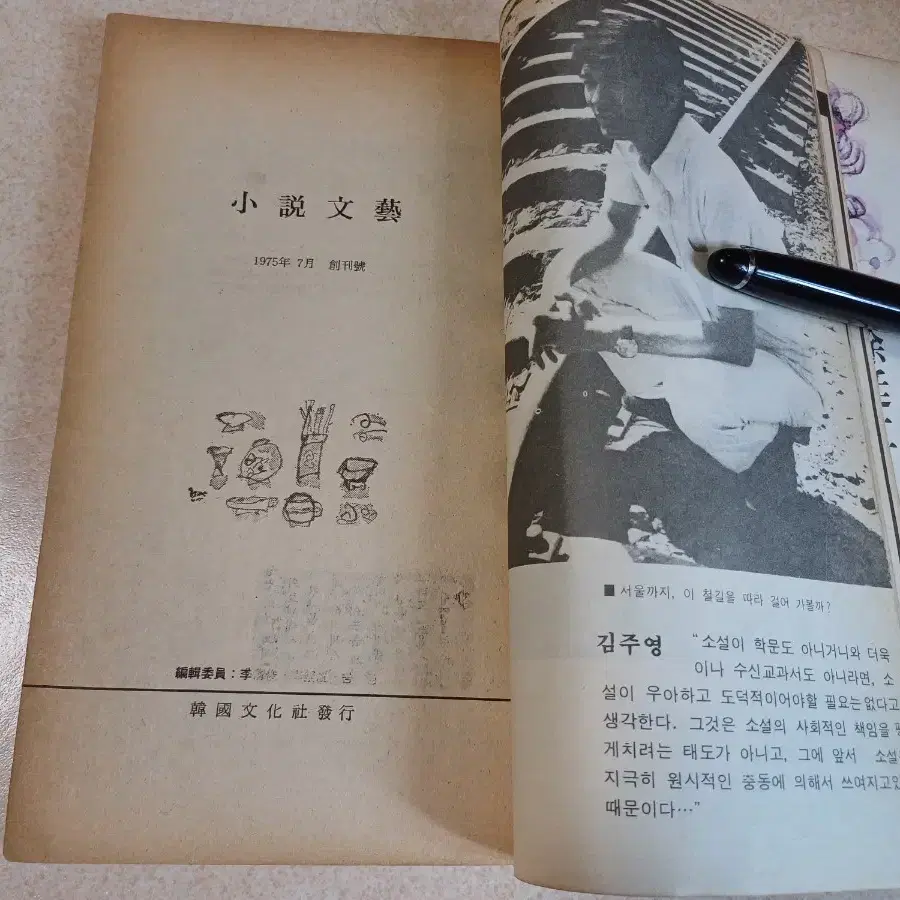 小説文藝
1975年 7月 創刊號
編輯委員：李
韓國文化社發行
■ 서울까지, 이 철길을 따라 걸어 가볼까?
김주영 “소설이 학문도 아니거니와 더욱
이나 수신교과서도 아니라면, 소
설이 우아하고 도덕적이어야할 필요는 없다고
생각한다. 그것은 소설의 사회적인 책임을
게치려는 태도가 아니고, 그에 앞서 소설
지극히 원시적인 충동에 의해서 쓰여지고있
때문이다…”